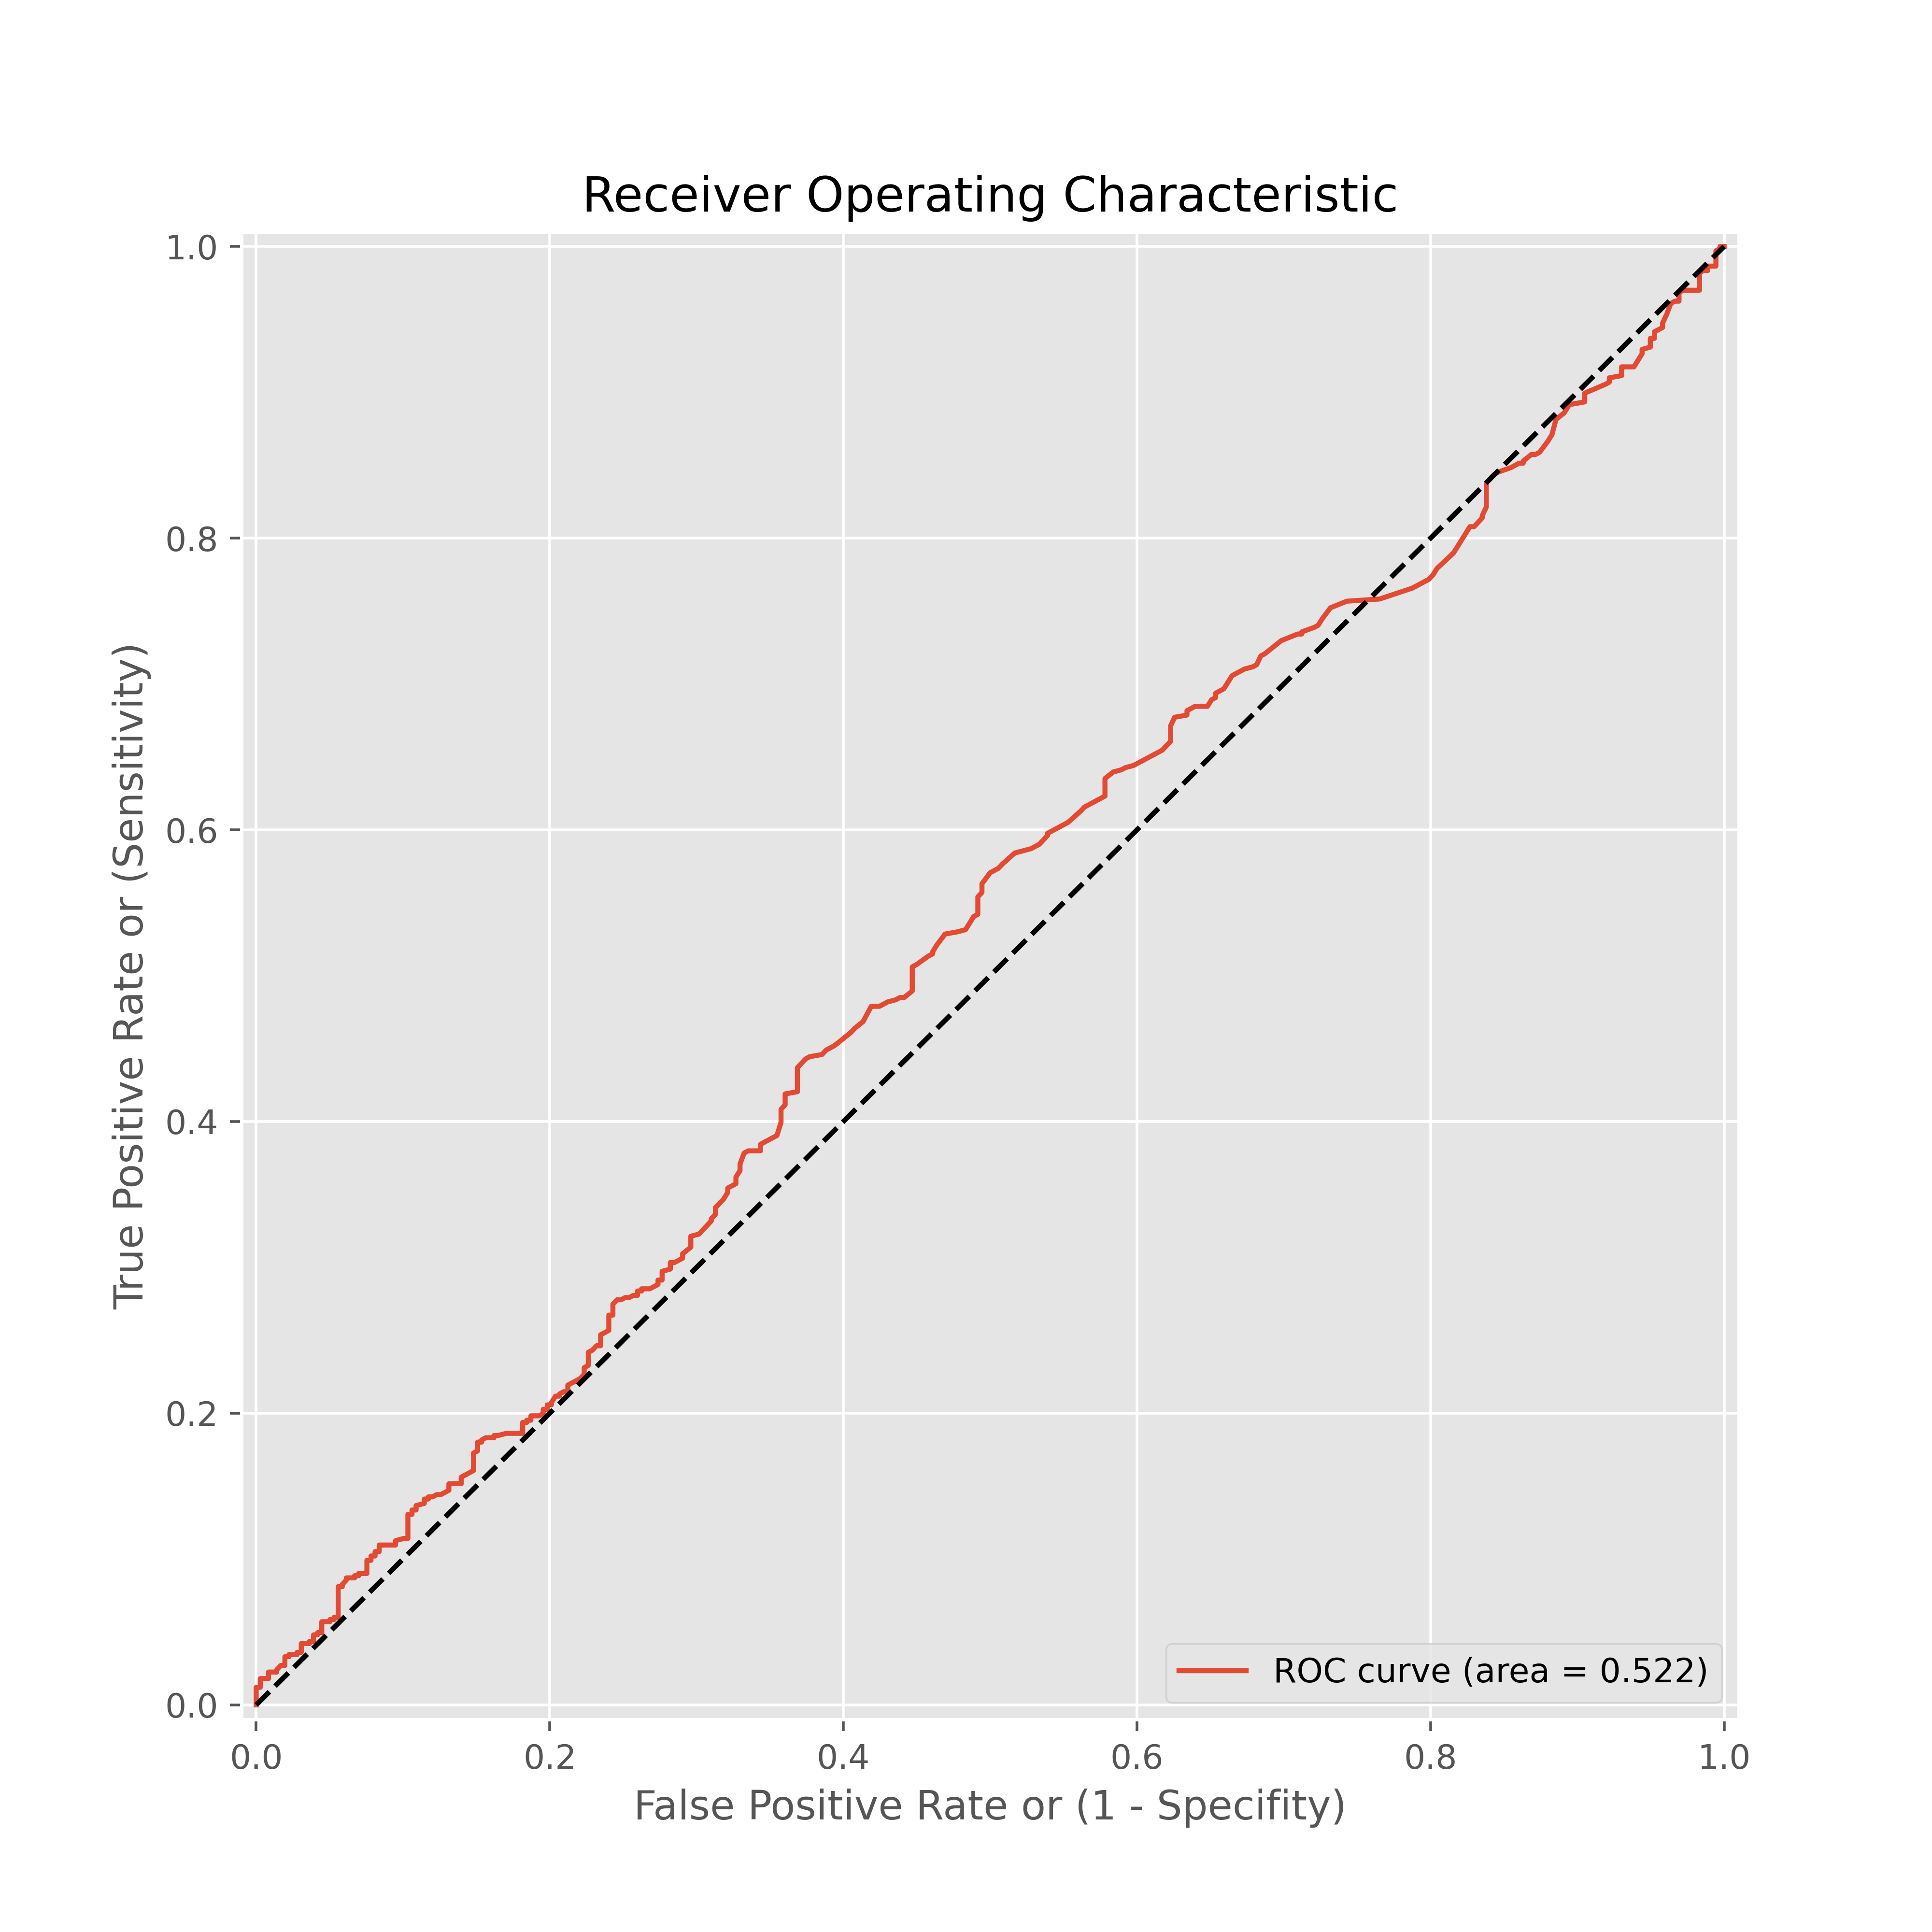 Receiver Operating Characteristic
1.0
0.8
0.6
0.4
0.2
0.0
True Positive Rate or (Sensitivity)
ROC curve (area = 0.522)
0.0 0.2 0.4 0.6 0.8 1.0
False Positive Rate or (1 - Specifity)